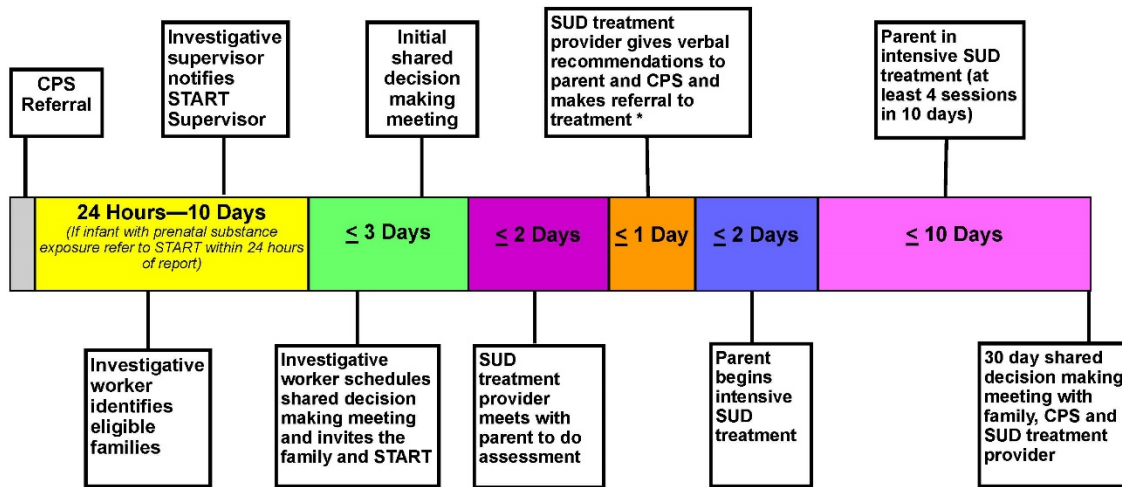 CPS
Referral
Investigative
supervisor
notifies
START
Supervisor
Initial
shared
decision
making
meeting
SUD treatment
provider gives verbal
recommendations to
parent and CPS and
makes referral to
treatment *
Parent in
intensive SUD
treatment (at
least 4 sessions
in 10 days)
24 Hours—10 Days
(If infant with prenatal substance
exposure refer to START within 24 hours
of report)
≤ 3 Days
≤ 2 Days
≤ 1 Day
≤ 2 Days
≤ 10 Days
Investigative
worker
identifies
eligible
families
Investigative
worker schedules
shared decision
making meeting
and invites the
family and START
SUD
treatment
provider
meets with
parent to do
assessment
Parent
begins
intensive
SUD
treatment
30 day shared
decision making
meeting with
family, CPS and
SUD treatment
provider